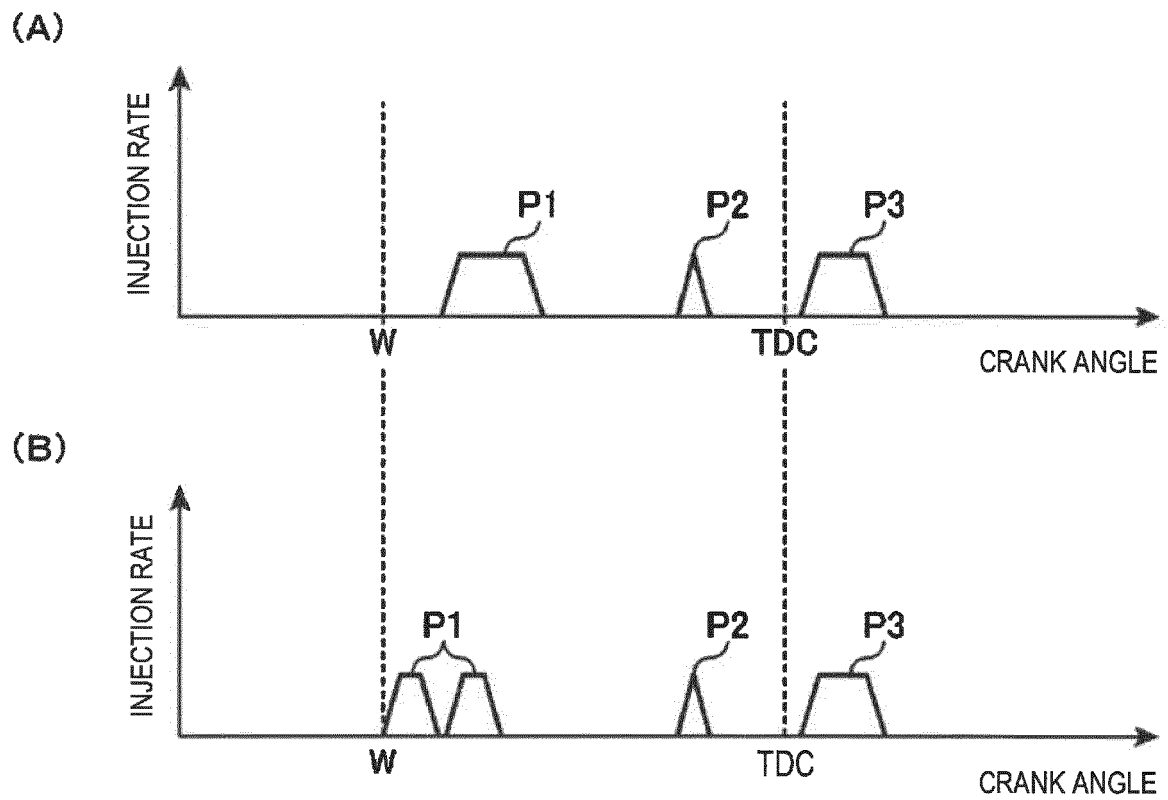 (A)
INJECTION RATE
P1 P2 P3
W TDC
CRANK ANGLE
(B)
INJECTION RATE
P1 P2 P3
W TDC
CRANK ANGLE